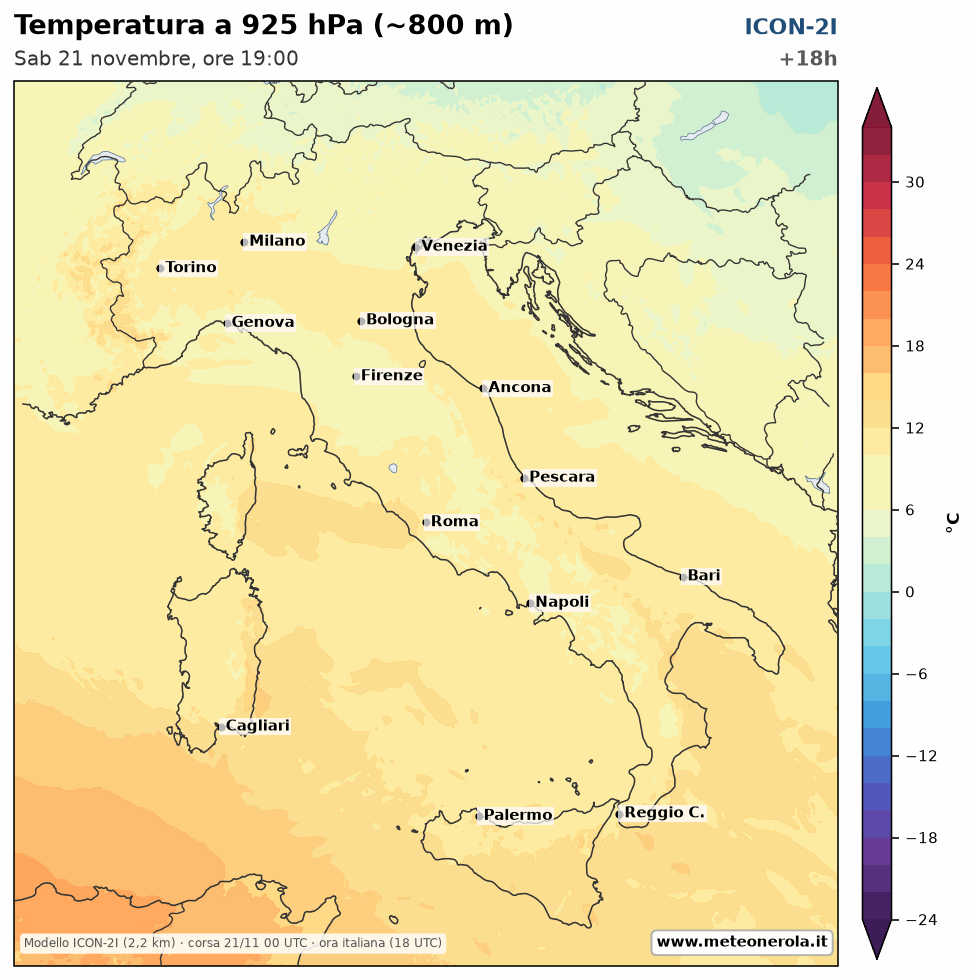 Temperatura a 925 hPa (~800 m)
ICON-2I
Sab 21 novembre, ore 19:00
+18h
Milano
Venezia
Torino
Genova
Bologna
Firenze
Ancona
Pescara
Roma
Bari
Napoli
Cagliari
Palermo
Reggio C.
30
24
18
12
6
0
−6
−12
−18
−24
°C
Modello ICON-2I (2,2 km) · corsa 21/11 00 UTC · ora italiana (18 UTC)
www.meteonerola.it